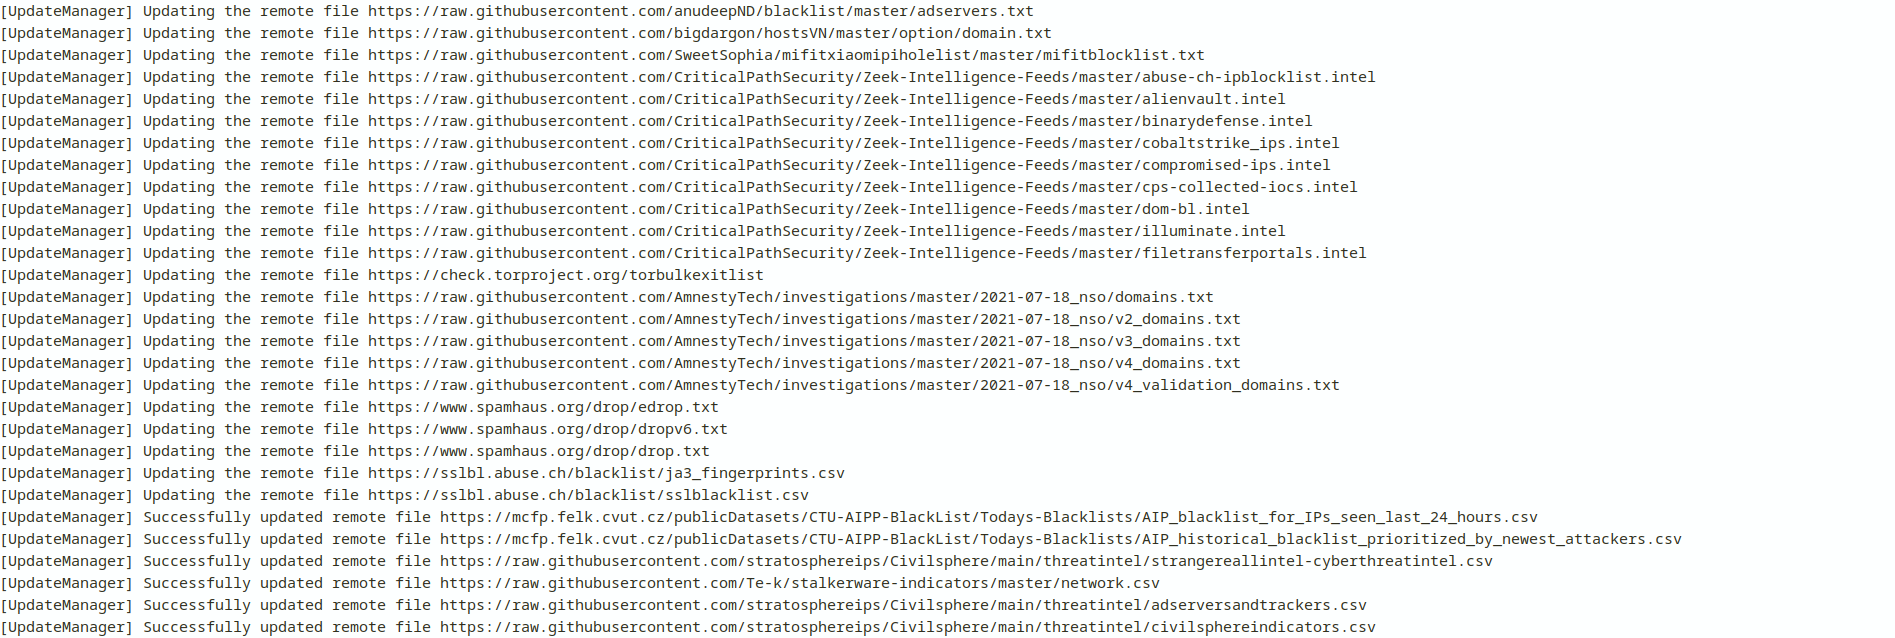 [UpdateManager] Updating the remote file https://raw.githubusercontent.com/anudeepND/blacklist/master/adservers.txt
[UpdateManager] Updating the remote file https://raw.githubusercontent.com/bigdargon/hostsVN/master/option/domain.txt
[UpdateManager] Updating the remote file https://raw.githubusercontent.com/SweetSophia/mifitxiaomipiholelist/master/mifitblocklist.txt
[UpdateManager] Updating the remote file https://raw.githubusercontent.com/CriticalPathSecurity/Zeek-Intelligence-Feeds/master/abuse-ch-ipblocklist.intel
[UpdateManager] Updating the remote file https://raw.githubusercontent.com/CriticalPathSecurity/Zeek-Intelligence-Feeds/master/alienvault.intel
[UpdateManager] Updating the remote file https://raw.githubusercontent.com/CriticalPathSecurity/Zeek-Intelligence-Feeds/master/binarydefense.intel
[UpdateManager] Updating the remote file https://raw.githubusercontent.com/CriticalPathSecurity/Zeek-Intelligence-Feeds/master/cobaltstrike_ips.intel
[UpdateManager] Updating the remote file https://raw.githubusercontent.com/CriticalPathSecurity/Zeek-Intelligence-Feeds/master/compromised-ips.intel
[UpdateManager] Updating the remote file https://raw.githubusercontent.com/CriticalPathSecurity/Zeek-Intelligence-Feeds/master/cps-collected-iocs.intel
[UpdateManager] Updating the remote file https://raw.githubusercontent.com/CriticalPathSecurity/Zeek-Intelligence-Feeds/master/dom-bl.intel
[UpdateManager] Updating the remote file https://raw.githubusercontent.com/CriticalPathSecurity/Zeek-Intelligence-Feeds/master/illuminate.intel
[UpdateManager] Updating the remote file https://raw.githubusercontent.com/CriticalPathSecurity/Zeek-Intelligence-Feeds/master/filetransferportals.intel
[UpdateManager] Updating the remote file https://check.torproject.org/torbulkexitlist
[UpdateManager] Updating the remote file https://raw.githubusercontent.com/AmnestyTech/investigations/master/2021-07-18_nso/domains.txt
[UpdateManager] Updating the remote file https://raw.githubusercontent.com/AmnestyTech/investigations/master/2021-07-18_nso/v2_domains.txt
[UpdateManager] Updating the remote file https://raw.githubusercontent.com/AmnestyTech/investigations/master/2021-07-18_nso/v3_domains.txt
[UpdateManager] Updating the remote file https://raw.githubusercontent.com/AmnestyTech/investigations/master/2021-07-18_nso/v4_domains.txt
[UpdateManager] Updating the remote file https://raw.githubusercontent.com/AmnestyTech/investigations/master/2021-07-18_nso/v4_validation_domains.txt
[UpdateManager] Updating the remote file https://www.spamhaus.org/drop/edrop.txt
[UpdateManager] Updating the remote file https://www.spamhaus.org/drop/dropv6.txt
[UpdateManager] Updating the remote file https://www.spamhaus.org/drop/drop.txt
[UpdateManager] Updating the remote file https://sslbl.abuse.ch/blacklist/ja3_fingerprints.csv
[UpdateManager] Updating the remote file https://sslbl.abuse.ch/blacklist/sslblacklist.csv
[UpdateManager] Successfully updated remote file https://mcfp.felk.cvut.cz/publicDatasets/CTU-AIPP-BlackList/Todays-Blacklists/AIP_blacklist_for_IPs_seen_last_24_hours.csv
[UpdateManager] Successfully updated remote file https://mcfp.felk.cvut.cz/publicDatasets/CTU-AIPP-BlackList/Todays-Blacklists/AIP_historical_blacklist_prioritized_by_newest_attackers.csv
[UpdateManager] Successfully updated remote file https://raw.githubusercontent.com/stratosphereips/Civilsphere/main/threatintel/strangereallintel-cyberthreatintel.csv
[UpdateManager] Successfully updated remote file https://raw.githubusercontent.com/Te-k/stalkerware-indicators/master/network.csv
[UpdateManager] Successfully updated remote file https://raw.githubusercontent.com/stratosphereips/Civilsphere/main/threatintel/adserversandtrackers.csv
[UpdateManager] Successfully updated remote file https://raw.githubusercontent.com/stratosphereips/Civilsphere/main/threatintel/civilsphereindicators.csv